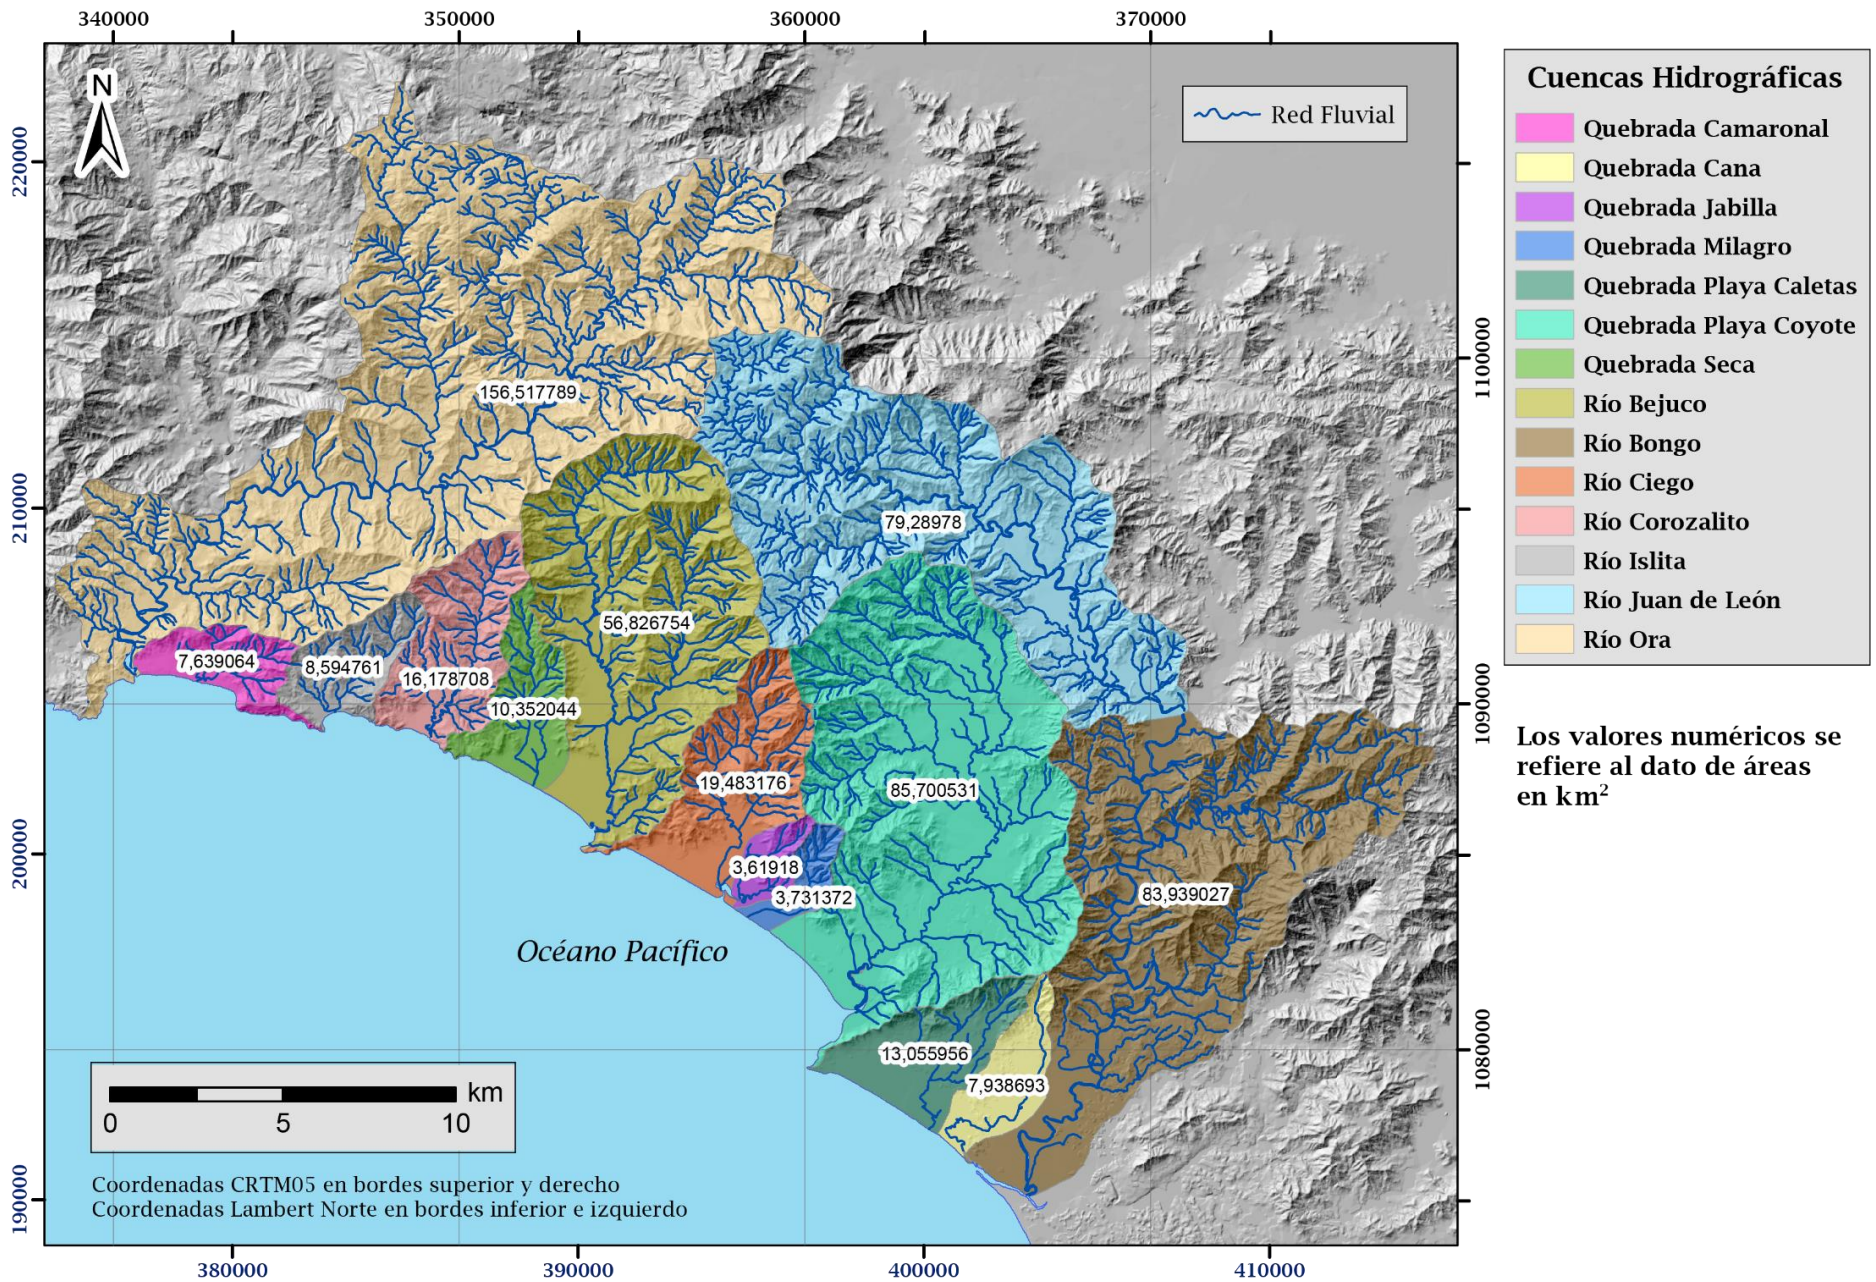 340000
350000
360000
370000
N
Red Fluvial
220000
210000
200000
190000
1100000
1090000
1080000
156,517789
79,28978
56,826754
7,639064
8,594761
16,178708
10,352044
19,483176
85,700531
3,61918
3,731372
83,939027
13,055956
7,938693
Océano Pacífico
km
0
5
10
Coordenadas CRTM05 en bordes superior y derecho
Coordenadas Lambert Norte en bordes inferior e izquierdo
380000
390000
400000
410000
Cuencas Hidrográficas
Quebrada Camaronal
Quebrada Cana
Quebrada Jabilla
Quebrada Milagro
Quebrada Playa Caletas
Quebrada Playa Coyote
Quebrada Seca
Río Bejuco
Río Bongo
Río Ciego
Río Corozalito
Río Islita
Río Juan de León
Río Ora
Los valores numéricos se
refiere al dato de áreas
en km²